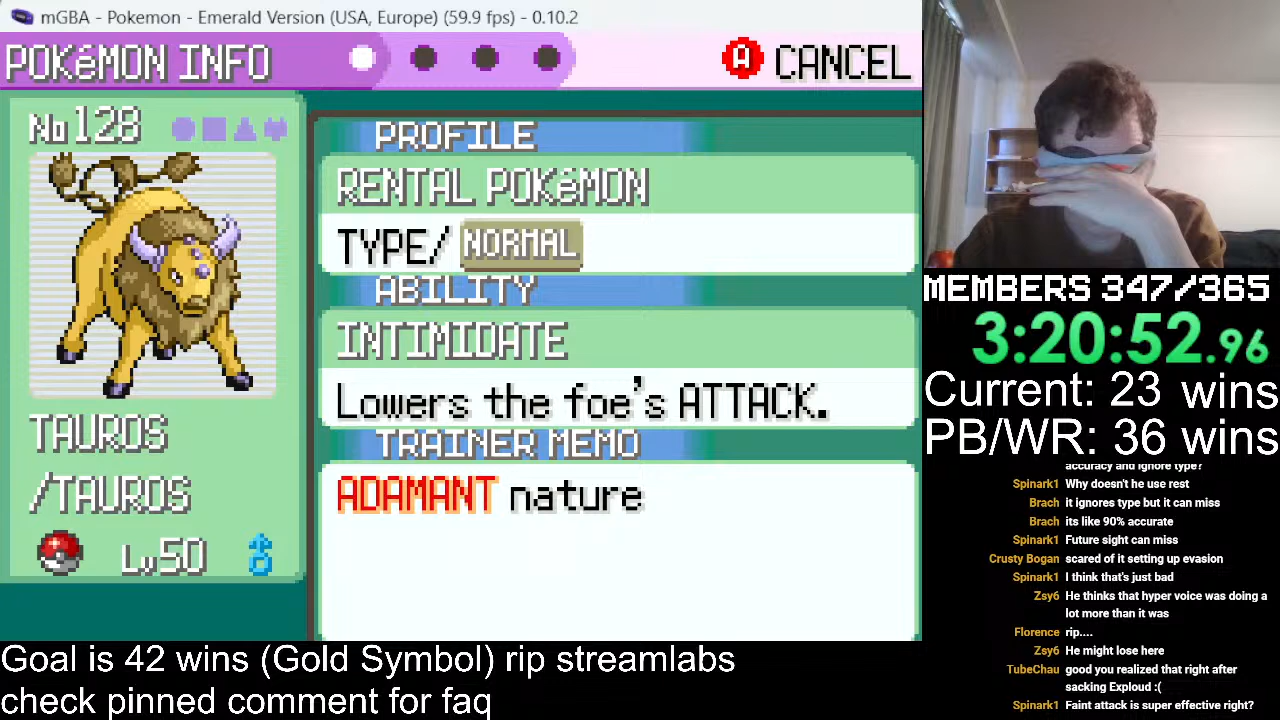 mGBA - Pokemon - Emerald Version (USA, Europe) (59.9 fps) - 0.10.2
POKéMON INFO
A CANCEL
No128
PROFILE
RENTAL POKéMON
TYPE/ NORMAL
ABILITY
INTIMIDATE
Lowers the foe's ATTACK.
TRAINER MEMO
ADAMANT nature
TAUROS
/TAUROS
Lv50 ♂
MEMBERS 347/365
3:20:52.96
Current: 23 wins
PB/WR: 36 wins
accuracy and ignore type?
Spinark1 Why doesn't he use rest
Brach it ignores type but it can miss
Brach its like 90% accurate
Spinark1 Future sight can miss
Crusty Bogan scared of it setting up evasion
Spinark1 I think that's just bad
Zsy6 He thinks that hyper voice was doing a
lot more than it was
Florence rip....
Zsy6 He might lose here
TubeChau good you realized that right after
sacking Exploud :(
Spinark1 Faint attack is super effective right?
Goal is 42 wins (Gold Symbol) rip streamlabs
check pinned comment for faq